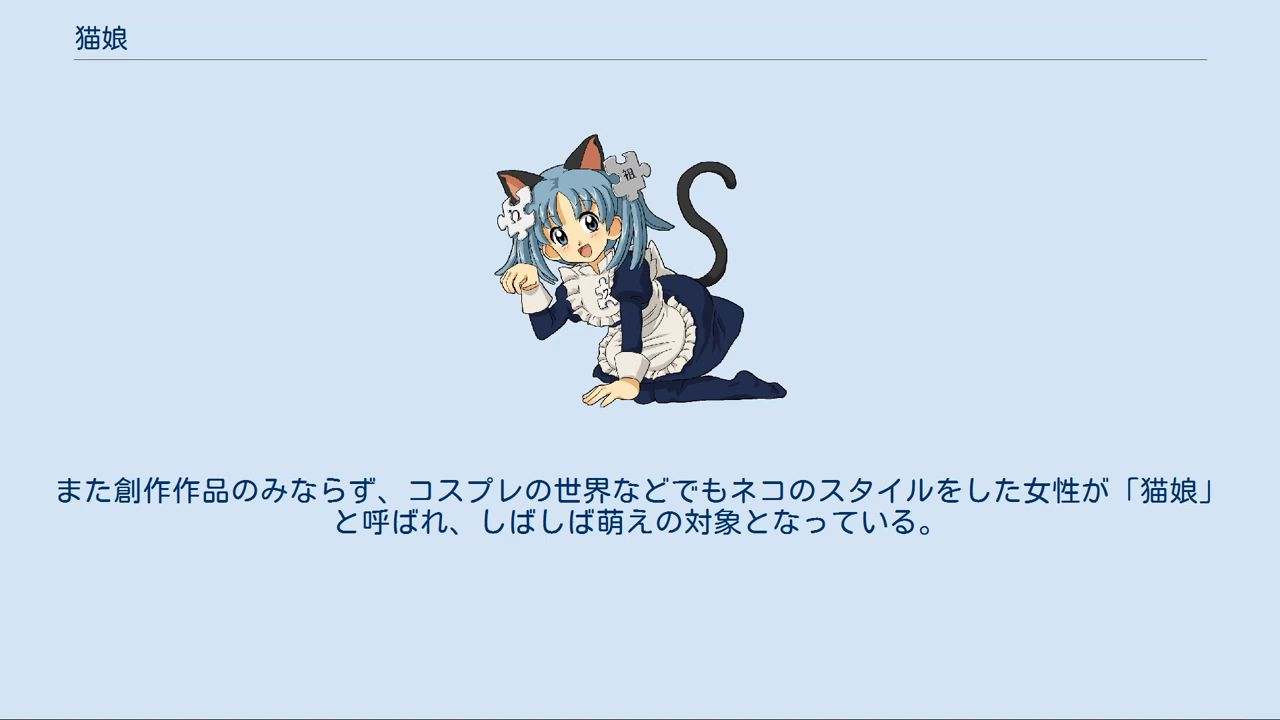 猫娘
祖
Ω
また創作作品のみならず、コスプレの世界などでもネコのスタイルをした女性が「猫娘」
と呼ばれ、しばしば萌えの対象となっている。